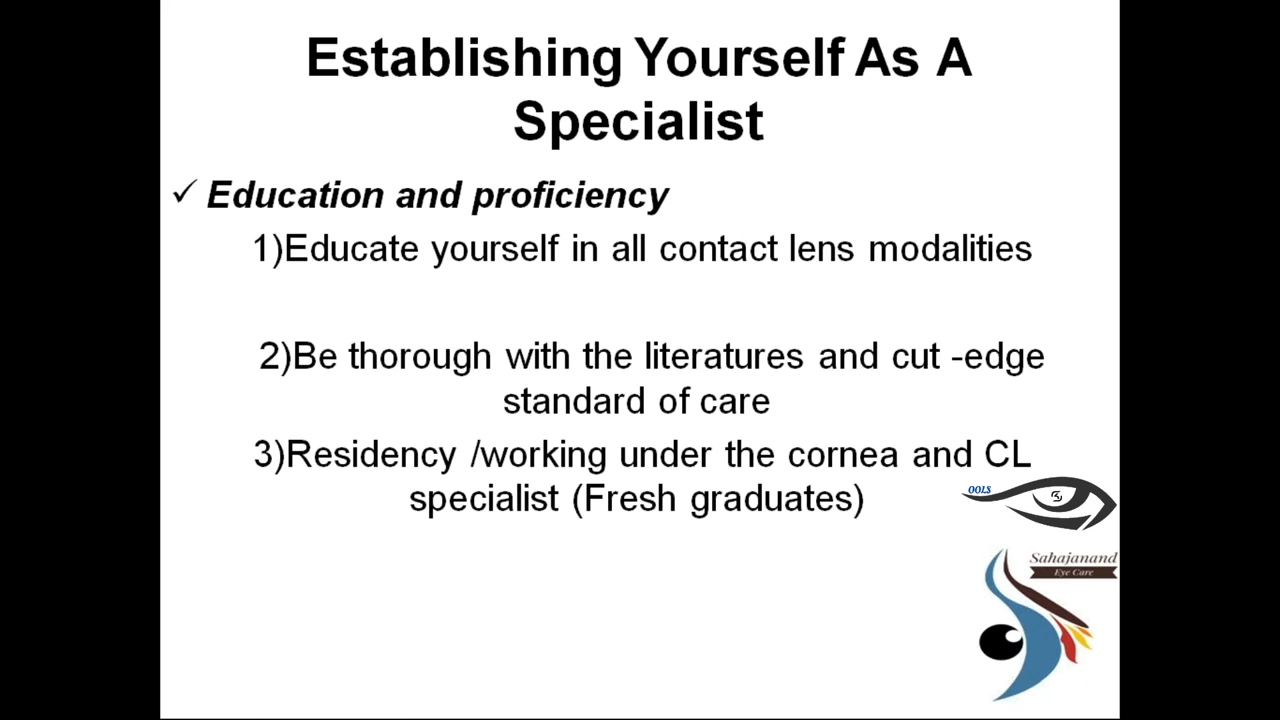 Establishing Yourself As A
Specialist
✓ Education and proficiency
1)Educate yourself in all contact lens modalities
2)Be thorough with the literatures and cut -edge
standard of care
3)Residency /working under the cornea and CL
specialist (Fresh graduates)
OOLS
Sahajanand
Eye Care